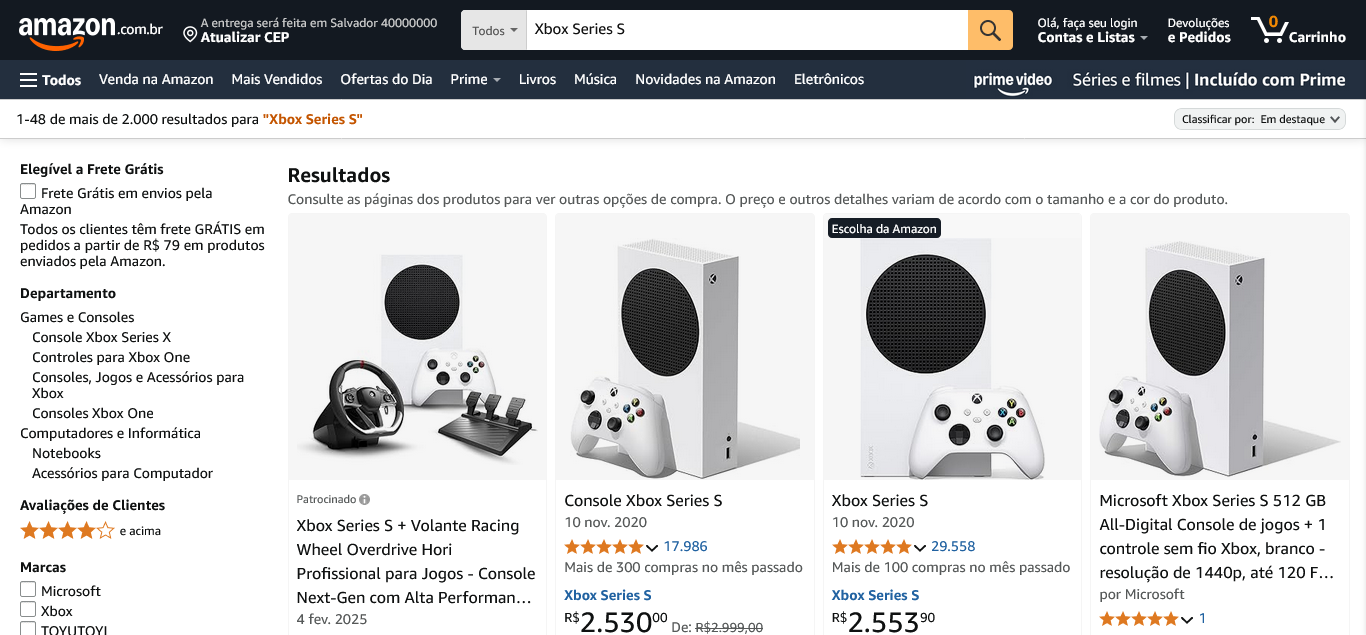 amazon.com.br
A entrega será feita em Salvador 40000000
Atualizar CEP
Todos
Xbox Series S
Olá, faça seu login
Contas e Listas
Devoluções
e Pedidos
0
Carrinho
Todos
Venda na Amazon
Mais Vendidos
Ofertas do Dia
Prime
Livros
Música
Novidades na Amazon
Eletrônicos
prime video
Séries e filmes | Incluído com Prime
1-48 de mais de 2.000 resultados para "Xbox Series S"
Classificar por: Em destaque
Elegível a Frete Grátis
Frete Grátis em envios pela
Amazon
Todos os clientes têm frete GRÁTIS em
pedidos a partir de R$ 79 em produtos
enviados pela Amazon.
Departamento
Games e Consoles
Console Xbox Series X
Controles para Xbox One
Consoles, Jogos e Acessórios para
Xbox
Consoles Xbox One
Computadores e Informática
Notebooks
Acessórios para Computador
Avaliações de Clientes
e acima
Marcas
Microsoft
Xbox
TOYUTOYI
Resultados
Consulte as páginas dos produtos para ver outras opções de compra. O preço e outros detalhes variam de acordo com o tamanho e a cor do produto.
Patrocinado
Xbox Series S + Volante Racing
Wheel Overdrive Hori
Profissional para Jogos - Console
Next-Gen com Alta Performan...
4 fev. 2025
Console Xbox Series S
10 nov. 2020
17.986
Mais de 300 compras no mês passado
Xbox Series S
R$2.53000 De: R$2.999,00
Escolha da Amazon
Xbox Series S
10 nov. 2020
29.558
Mais de 100 compras no mês passado
Xbox Series S
R$2.55390
Microsoft Xbox Series S 512 GB
All-Digital Console de jogos + 1
controle sem fio Xbox, branco -
resolução de 1440p, até 120 F...
por Microsoft
1